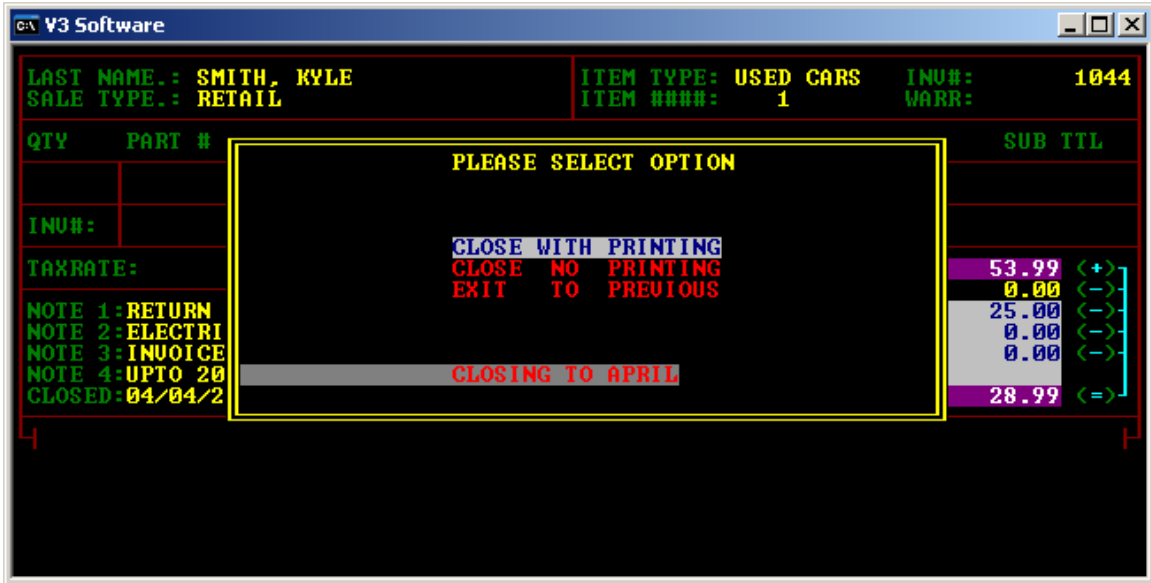 V3 Software
LAST NAME.: SMITH, KYLE ITEM TYPE: USED CARS INV#: 1044
SALE TYPE.: RETAIL ITEM ####: 1 WARR:
QTY PART # SUB TTL
PLEASE SELECT OPTION
INV#:
CLOSE WITH PRINTING
TAXRATE: CLOSE NO PRINTING 53.99 (+)
EXIT TO PREVIOUS 0.00 (-)
NOTE 1:RETURN 25.00 (-)
NOTE 2:ELECTRI 0.00 (-)
NOTE 3:INVOICE 0.00 (-)
NOTE 4:UPTO 20 CLOSING TO APRIL
CLOSED:04/04/2 28.99 (=)